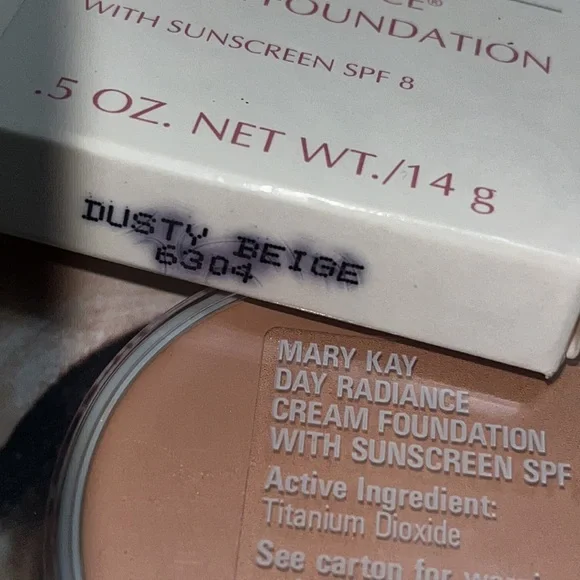 FOUNDATION
WITH SUNSCREEN SPF 8
.5 OZ. NET WT./14 g
DUSTY BEIGE
6304
MARY KAY
DAY RADIANCE
CREAM FOUNDATION
WITH SUNSCREEN SPF
Active Ingredient:
Titanium Dioxide
See carton for